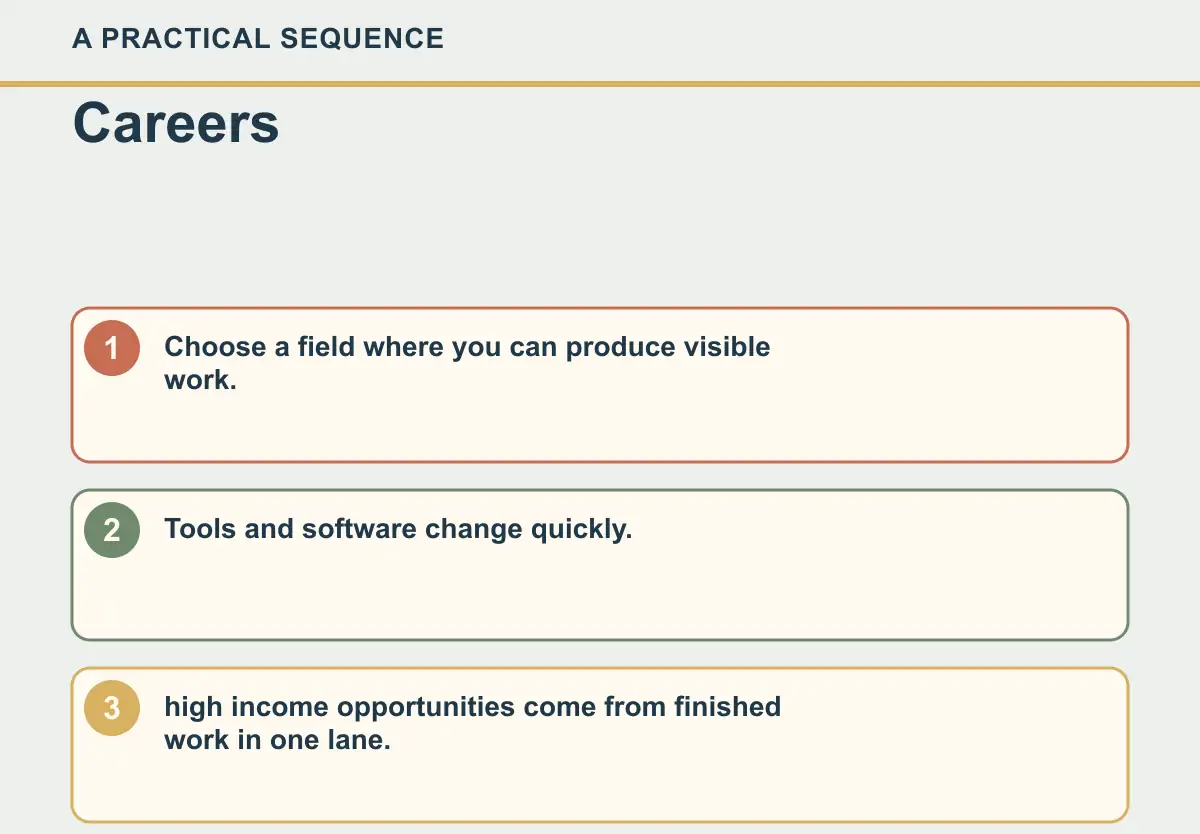 A PRACTICAL SEQUENCE
Careers
1
Choose a field where you can produce visible
work.
2
Tools and software change quickly.
3
high income opportunities come from finished
work in one lane.